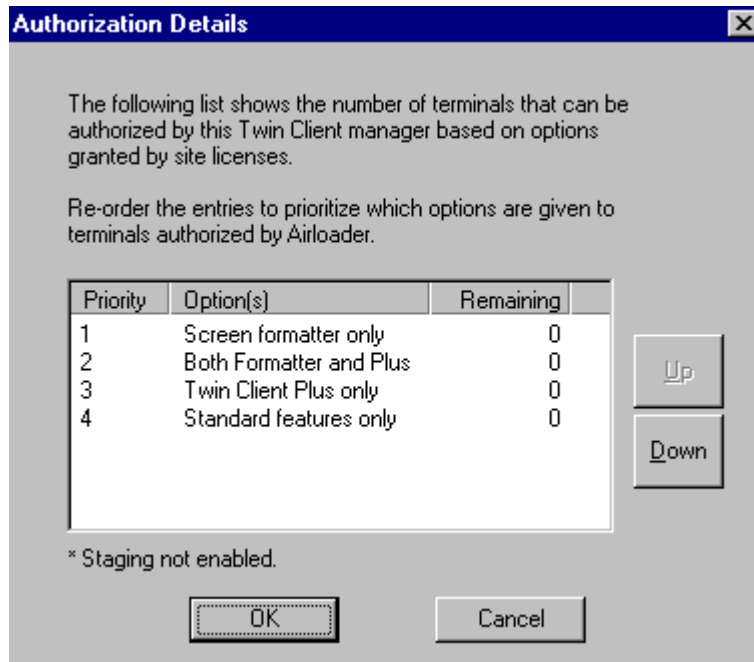 Authorization Details
The following list shows the number of terminals that can be
authorized by this Twin Client manager based on options
granted by site licenses.
Re-order the entries to prioritize which options are given to
terminals authorized by Airloader.
Priority Option(s) Remaining
1 Screen formatter only 0
2 Both Formatter and Plus 0
3 Twin Client Plus only 0
4 Standard features only 0
Up
Down
* Staging not enabled.
OK Cancel